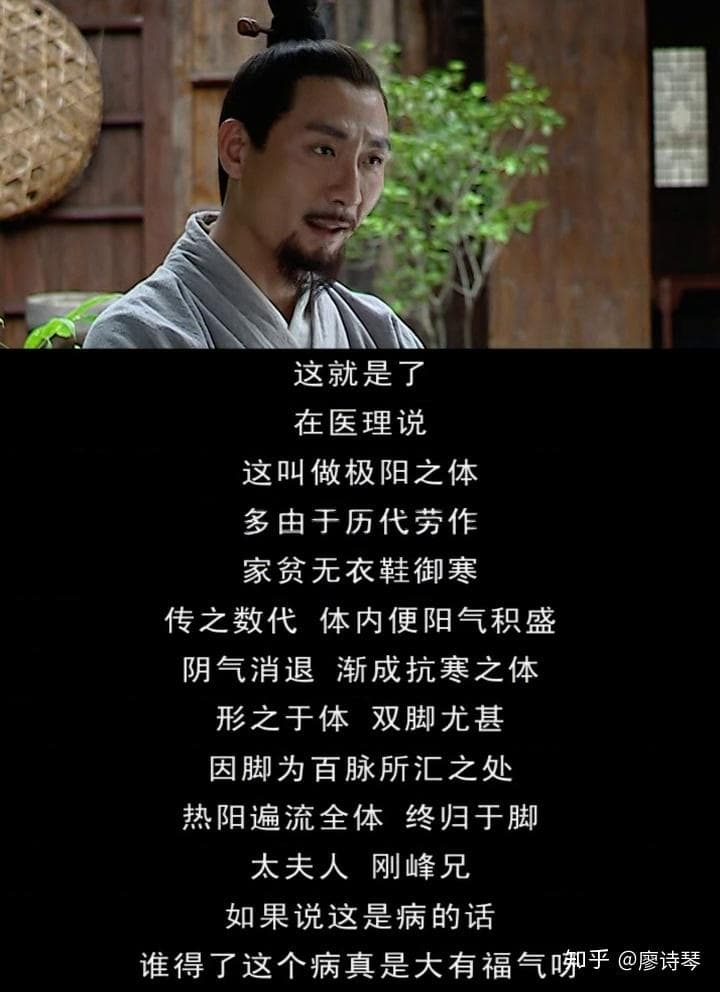 这就是了
在医理说
这叫做极阳之体
多由于历代劳作
家贫无衣鞋御寒
传之数代 体内便阳气积盛
阴气消退 渐成抗寒之体
形之于体 双脚尤甚
因脚为百脉所汇之处
热阳遍流全体 终归于脚
太夫人 刚峰兄
如果说这是病的话
谁得了这个病真是大有福气呀
知乎 @廖诗琴